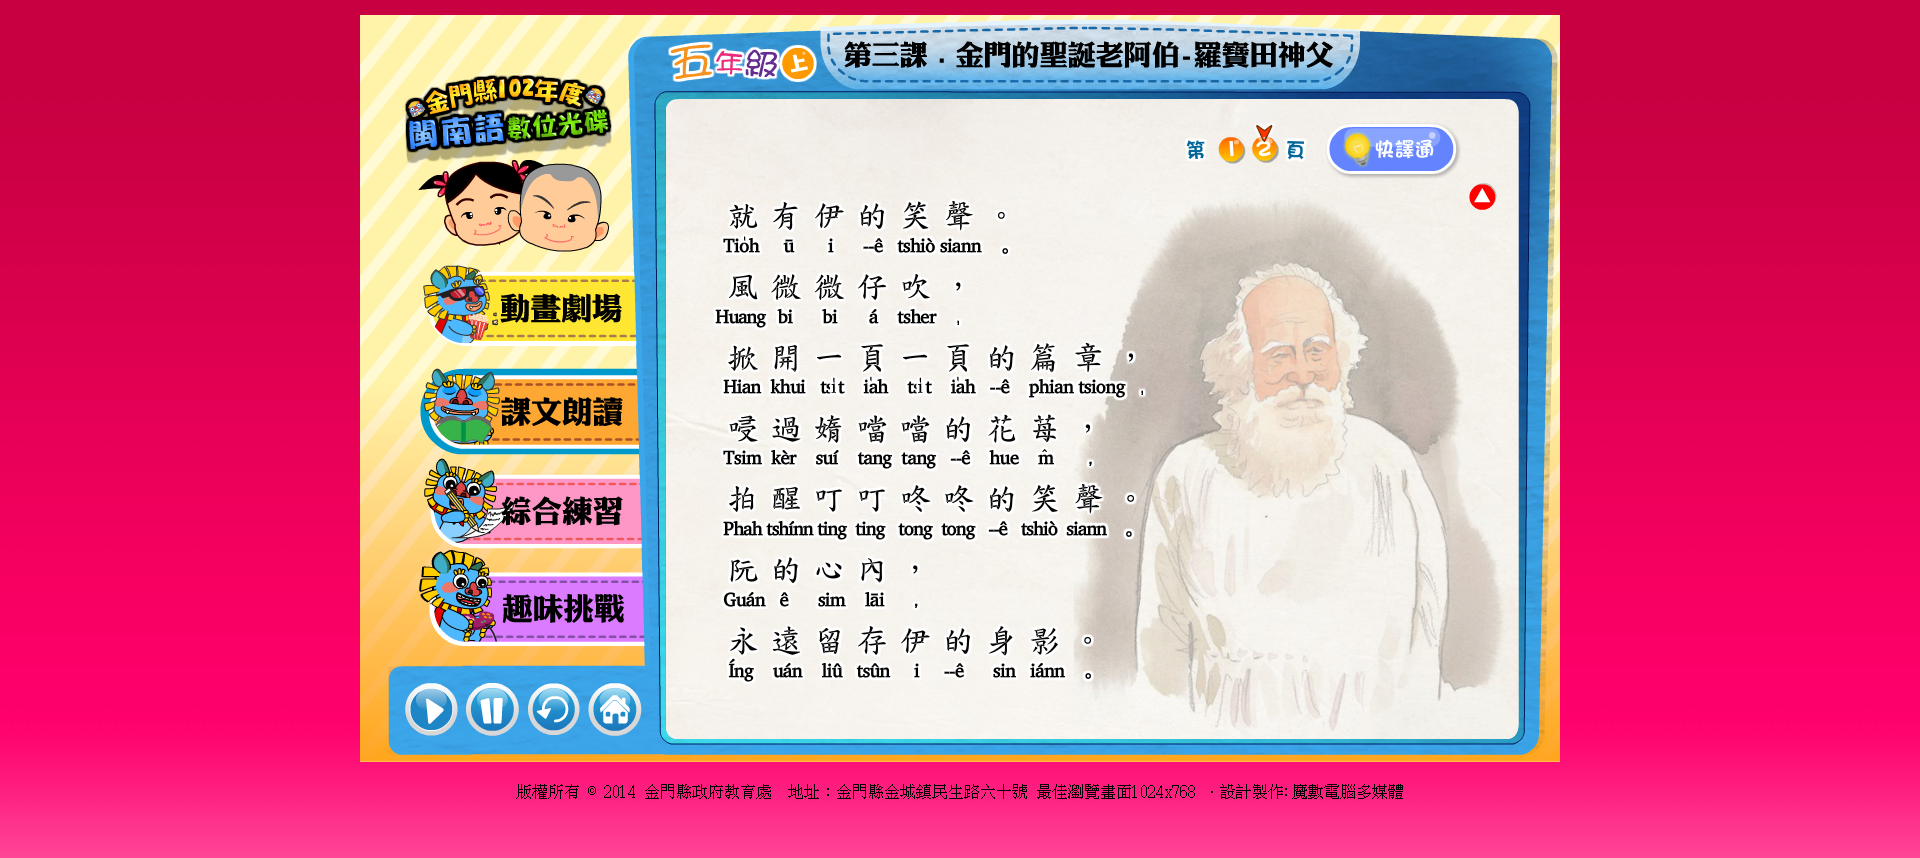 五年級上
第三課．金門的聖誕老阿伯-羅寶田神父
金門縣102年度
閩南語數位光碟
第 1 2 頁
快譯通
動畫劇場
課文朗讀
綜合練習
趣味挑戰
就有伊的笑聲。
Tio̍h ū i --ê tshiò siann 。
風微微仔吹，
Huang bi bi á tsher ，
掀開一頁一頁的篇章，
Hian khui tsi̍t ia̍h tsi̍t ia̍h --ê phian tsiong ，
唚過媠噹噹的花莓，
Tsim kèr suí tang tang --ê hue m̂ ，
拍醒叮叮咚咚的笑聲。
Phah tshínn ting ting tong tong --ê tshiò siann 。
阮的心內，
Guán ê sim lāi ，
永遠留存伊的身影。
Íng uán liû tsûn i --ê sin iánn 。
版權所有 © 2014 金門縣政府教育處 地址：金門縣金城鎮民生路六十號 最佳瀏覽畫面1024x768 ．設計製作:魔數電腦多媒體